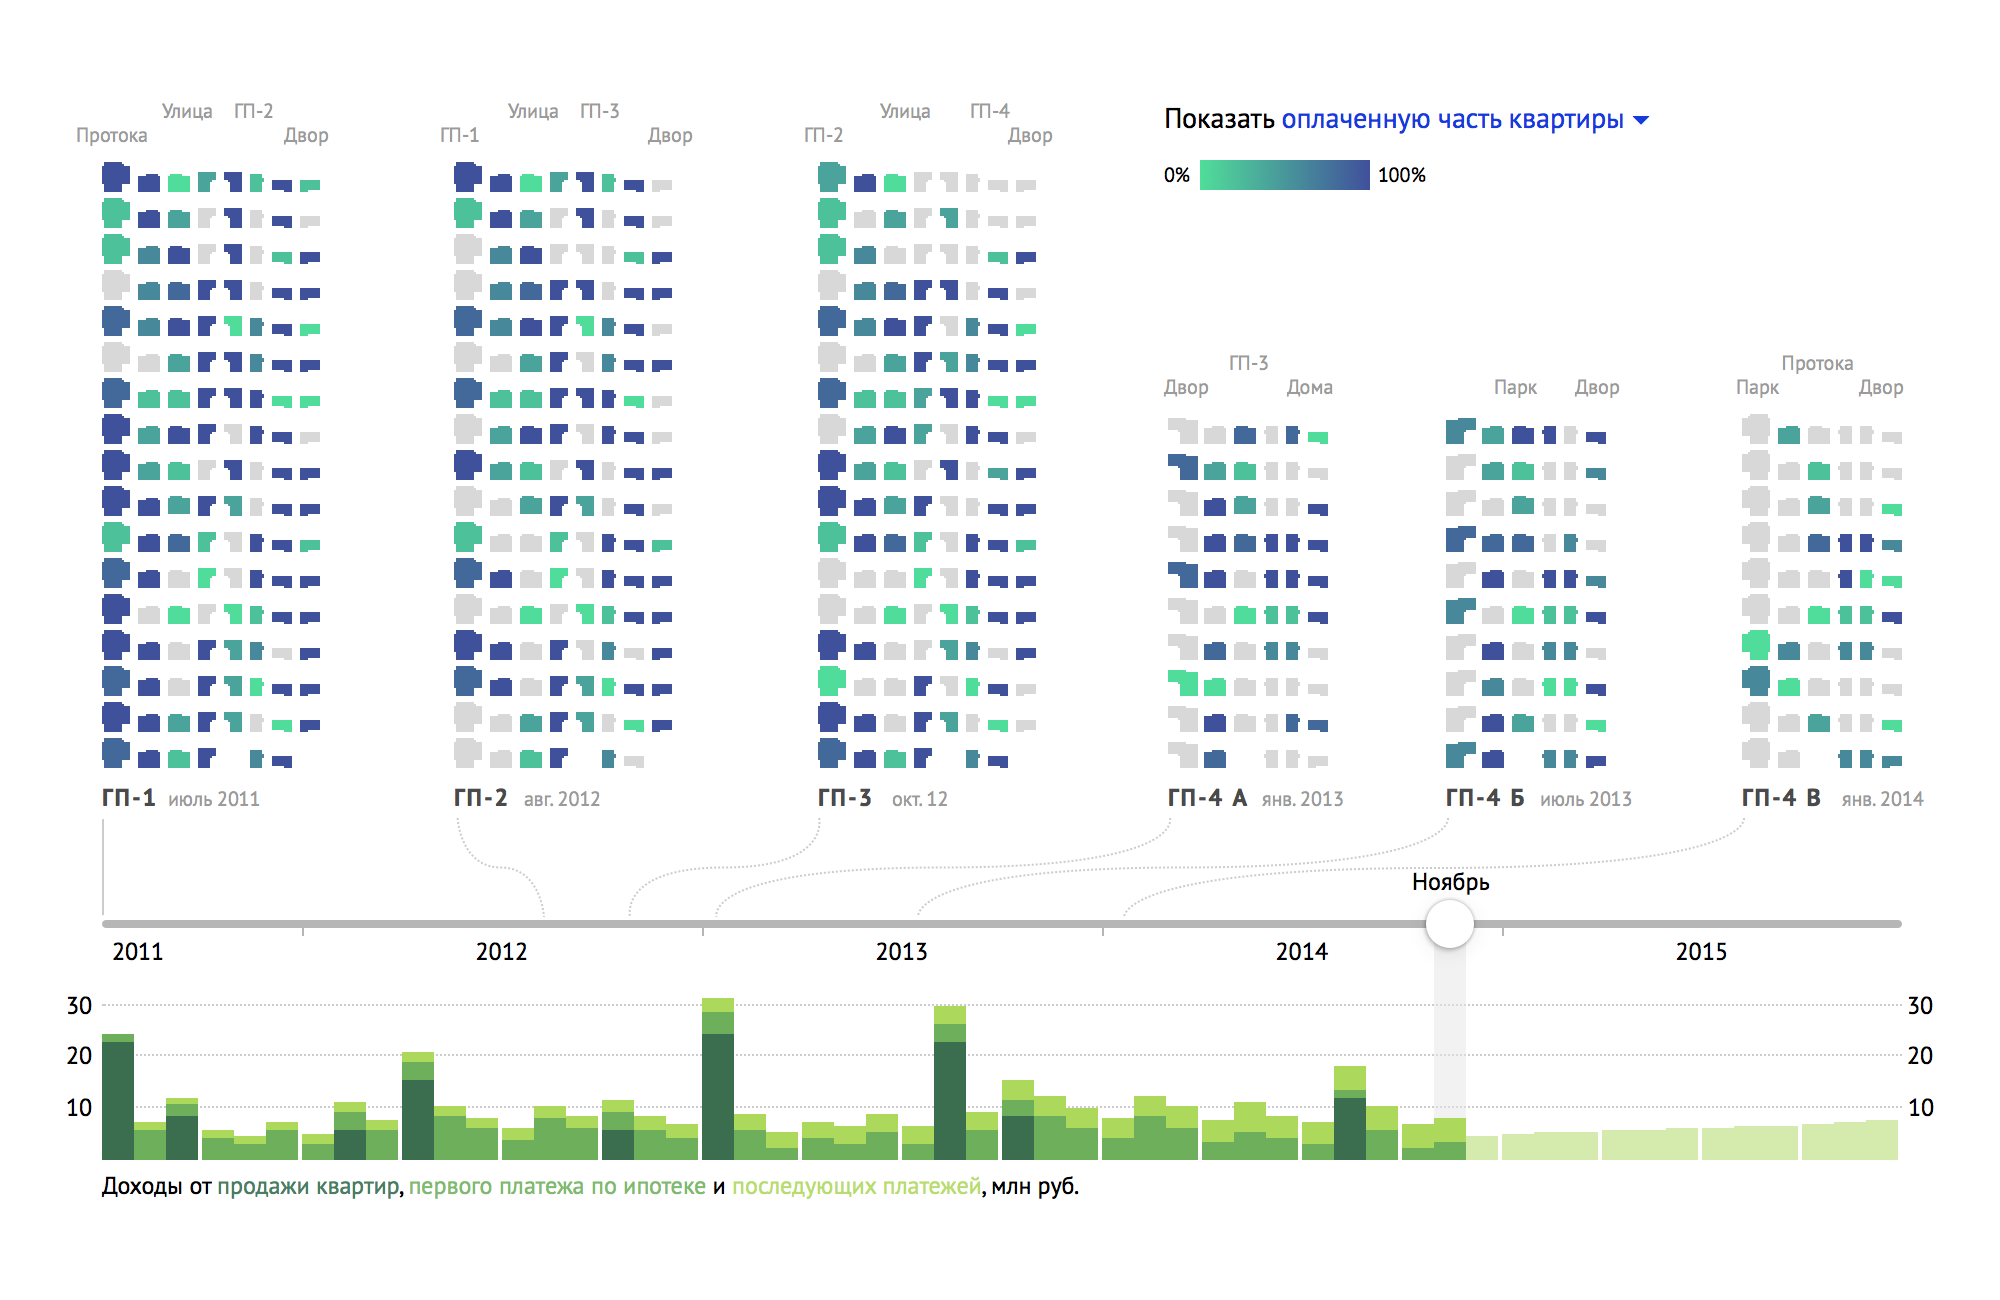 Улица ГП-2
Протока Двор
Улица ГП-3
ГП-1 Двор
Улица ГП-4
ГП-2 Двор
Показать оплаченную часть квартиры
0% 100%
ГП-3
Двор Дома
Парк Двор
Протока
Парк Двор
ГП-1 июль 2011
ГП-2 авг. 2012
ГП-3 окт. 12
ГП-4 А янв. 2013
ГП-4 Б июль 2013
ГП-4 В янв. 2014
Ноябрь
2011 2012 2013 2014 2015
30 30
20 20
10 10
Доходы от продажи квартир, первого платежа по ипотеке и последующих платежей, млн руб.